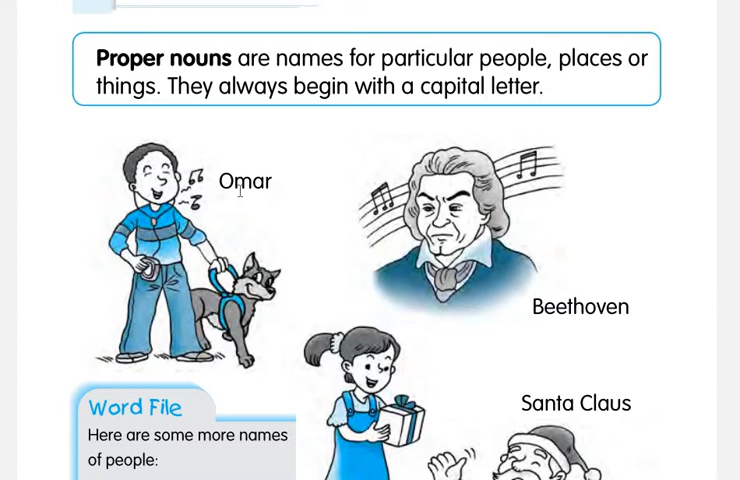 Proper nouns are names for particular people, places or
things. They always begin with a capital letter.
Omar
Beethoven
Santa Claus
Word File
Here are some more names
of people: